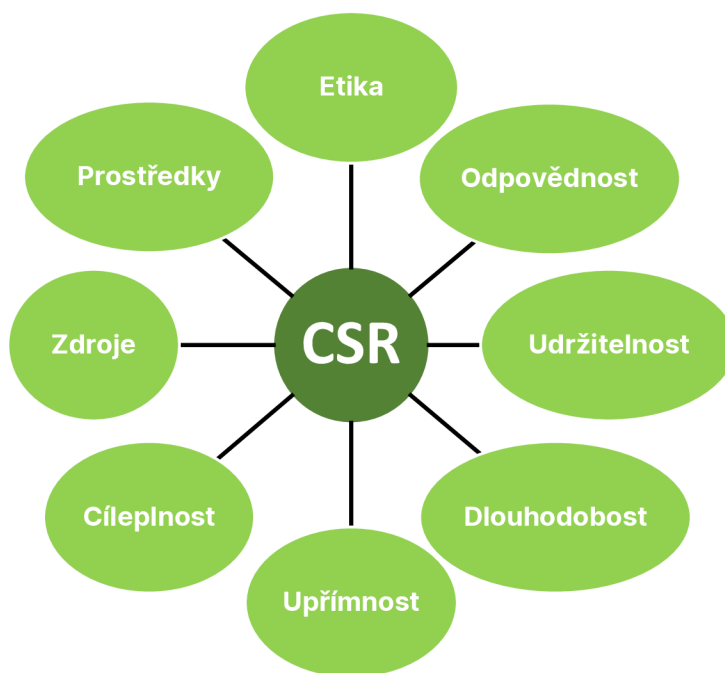 Etika
Prostředky
Odpovědnost
Zdroje
CSR
Udržitelnost
Cíleplnost
Dlouhodobost
Upřímnost